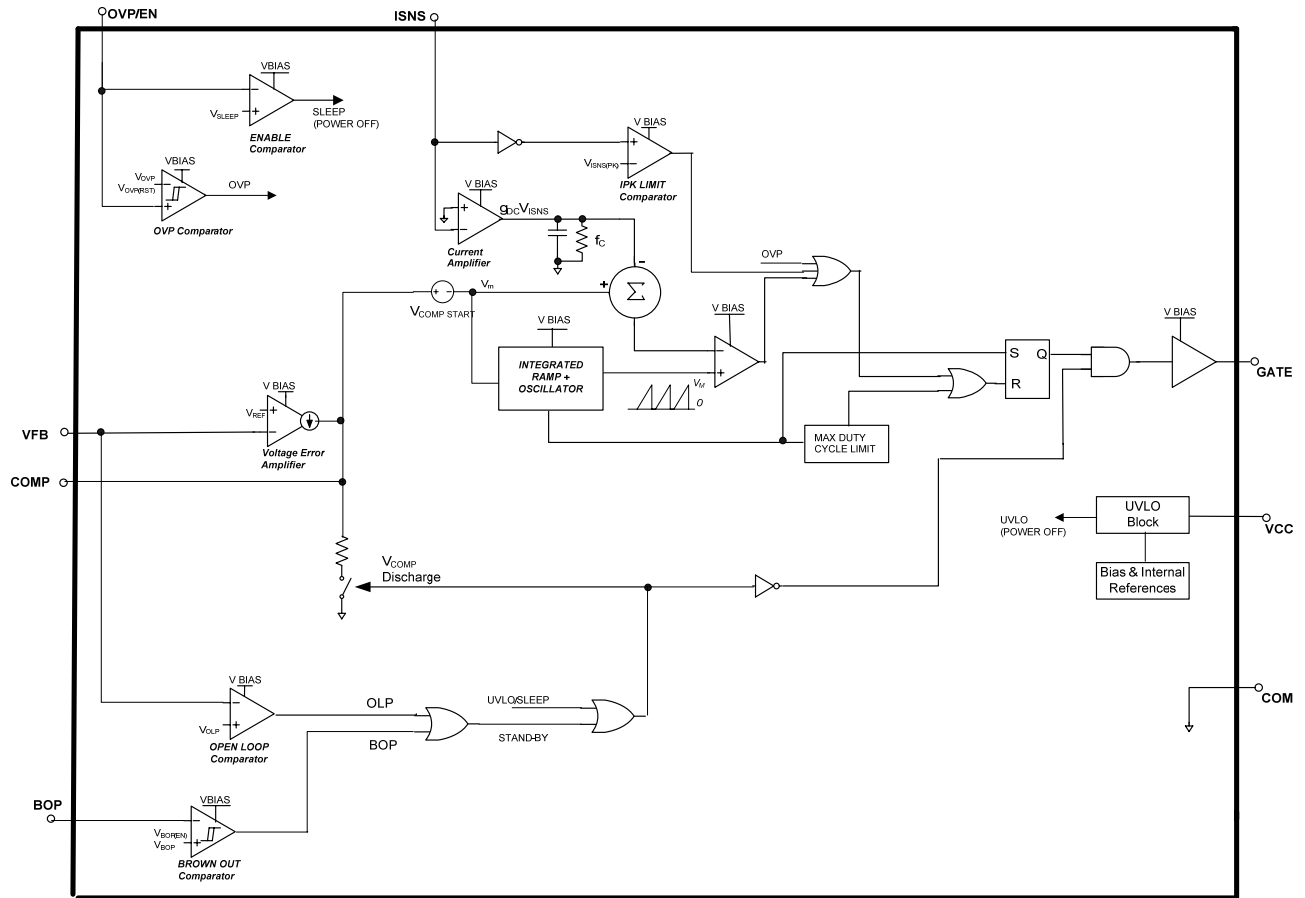 OVP/EN
ISNS
VBIAS
VSLEEP
SLEEP
(POWER OFF)
ENABLE
Comparator
VBIAS
VOVP
VOVP(RST)
OVP
OVP Comparator
V BIAS
VISNS(PK)
IPK LIMIT
Comparator
V BIAS
gDCVISNS
fC
Current
Amplifier
OVP
Vm
VCOMP START
Σ
V BIAS
INTEGRATED
RAMP +
OSCILLATOR
VM
0
V BIAS
S
Q
R
V BIAS
GATE
MAX DUTY
CYCLE LIMIT
V BIAS
VREF
VFB
Voltage Error
Amplifier
COMP
UVLO
(POWER OFF)
UVLO
Block
VCC
Bias & Internal
References
VCOMP
Discharge
V BIAS
VOLP
OPEN LOOP
Comparator
OLP
BOP
UVLO/SLEEP
STAND-BY
COM
BOP
VBIAS
VBOP(EN)
VBOP
BROWN OUT
Comparator